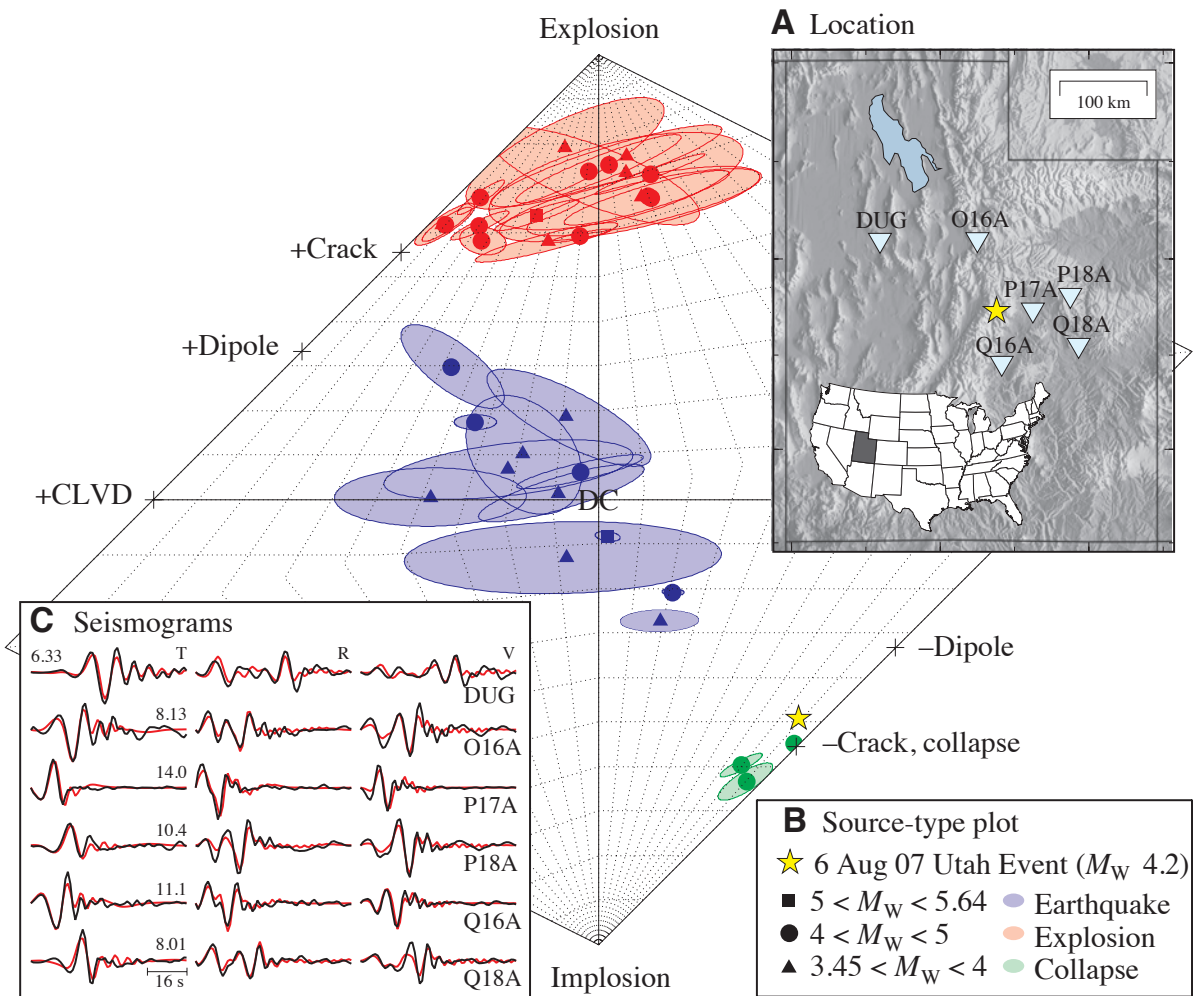 Explosion
A Location
100 km
DUG
O16A
P17A
P18A
Q18A
Q16A
+Crack
+Dipole
+CLVD
DC
–Dipole
–Crack, collapse
Implosion
C Seismograms
6.33 T R V
DUG
8.13
O16A
14.0
P17A
10.4
P18A
11.1
Q16A
8.01
16 s
Q18A
B Source-type plot
6 Aug 07 Utah Event (MW 4.2)
5 < MW < 5.64 Earthquake
4 < MW < 5 Explosion
3.45 < MW < 4 Collapse